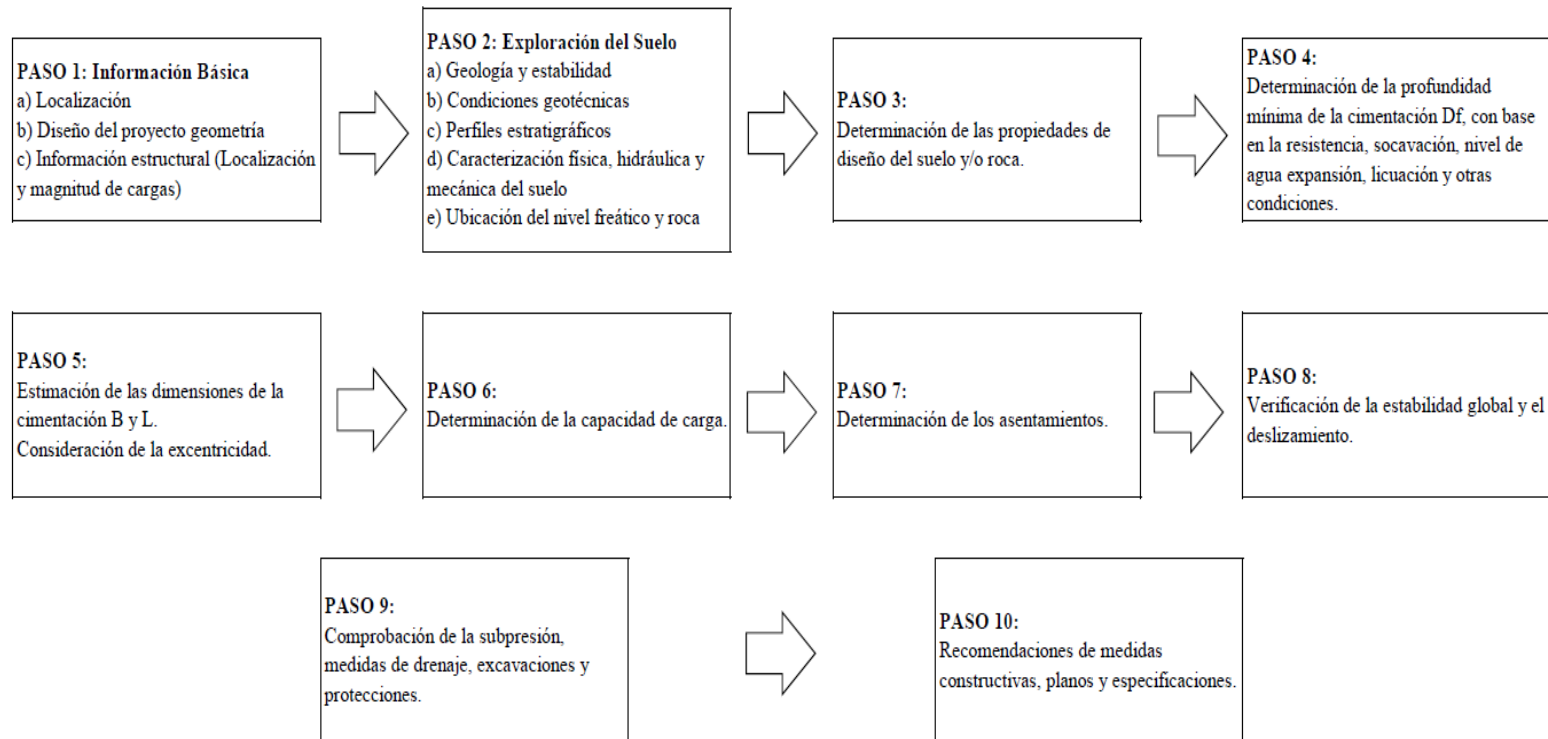 PASO 1: Información Básica
a) Localización
b) Diseño del proyecto geometría
c) Información estructural (Localización
y magnitud de cargas)
PASO 2: Exploración del Suelo
a) Geología y estabilidad
b) Condiciones geotécnicas
c) Perfiles estratigráficos
d) Caracterización física, hidráulica y
mecánica del suelo
e) Ubicación del nivel freático y roca
PASO 3:
Determinación de las propiedades de
diseño del suelo y/o roca.
PASO 4:
Determinación de la profundidad
mínima de la cimentación Df, con base
en la resistencia, socavación, nivel de
agua expansión, licuación y otras
condiciones.
PASO 5:
Estimación de las dimensiones de la
cimentación B y L.
Consideración de la excentricidad.
PASO 6:
Determinación de la capacidad de carga.
PASO 7:
Determinación de los asentamientos.
PASO 8:
Verificación de la estabilidad global y el
deslizamiento.
PASO 9:
Comprobación de la subpresión,
medidas de drenaje, excavaciones y
protecciones.
PASO 10:
Recomendaciones de medidas
constructivas, planos y especificaciones.